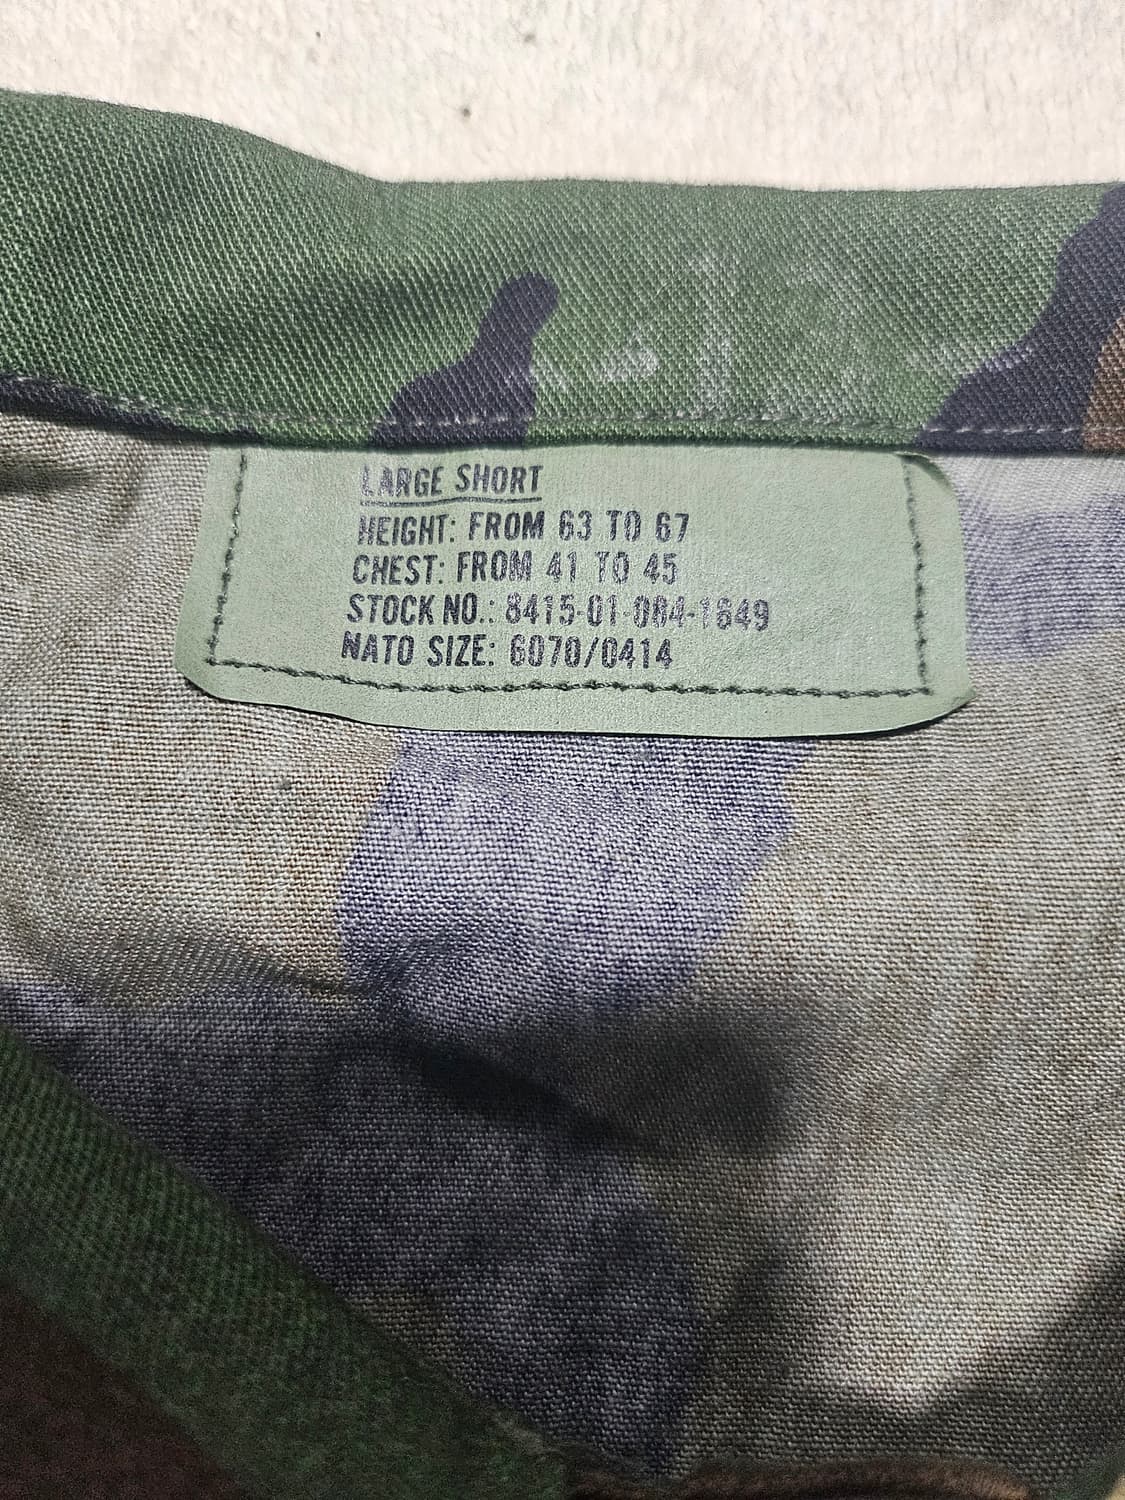 LARGE SHORT
HEIGHT: FROM 63 TO 67
CHEST: FROM 41 TO 45
STOCK NO.: 8415-01-084-1649
NATO SIZE: 6070/0414